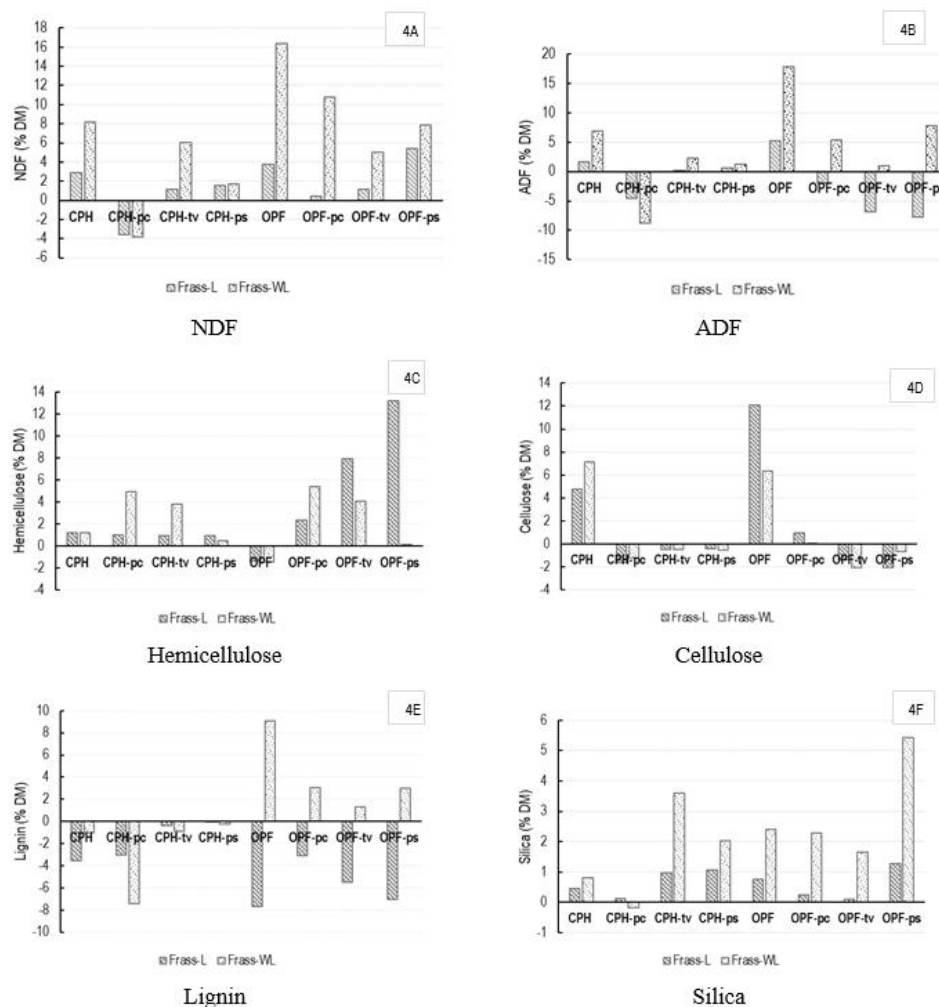 4A
NDF (% DM)
18
16
14
12
10
8
6
4
2
0
-2
-4
-6
CPH
CPH-pc
CPH-tv
CPH-ps
OPF
OPF-pc
OPF-tv
OPF-ps
Frass-L Frass-WL
NDF
4B
ADF (% DM)
20
15
10
5
0
-5
-10
-15
CPH
CPH-pc
CPH-tv
CPH-ps
OPF
OPF-pc
OPF-tv
OPF-p
Frass-L Frass-WL
ADF
4C
Hemicellulose (% DM)
14
12
10
8
6
4
2
0
-2
-4
CPH
CPH-pc
CPH-tv
CPH-ps
OPF
OPF-pc
OPF-tv
OPF-ps
Frass-L Frass-WL
Hemicellulose
4D
Cellulose (% DM)
14
12
10
8
6
4
2
0
-2
-4
CPH
CPH-pc
CPH-tv
CPH-ps
OPF
OPF-pc
OPF-tv
OPF-ps
Frass-L Frass-WL
Cellulose
4E
Lignin (% DM)
10
8
6
4
2
0
-2
-4
-6
-8
-10
CPH
CPH-pc
CPH-tv
CPH-ps
OPF
OPF-pc
OPF-tv
OPF-ps
Frass-L Frass-WL
Lignin
4F
Silica (% DM)
6
5
4
3
2
1
0
-1
CPH
CPH-pc
CPH-tv
CPH-ps
OPF
OPF-pc
OPF-tv
OPF-ps
Frass-L Frass-WL
Silica